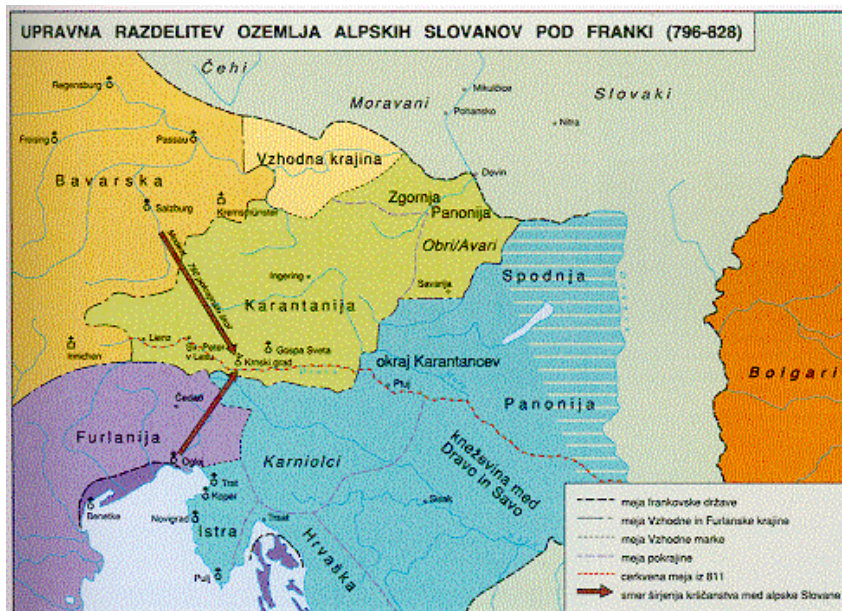 UPRAVNA RAZDELITEV OZEMLJA ALPSKIH SLOVANOV POD FRANKI (796-828)
Čehi
Regensburg
Mikulčice
Moravani
Slovaki
Pohansko
Nitra
Freising
Passau
Vzhodna krajina
Devin
Bavarska
Zgornja
Panonija
Salzburg
Kremsmünster
Obri/Avari
Spodnja
Ingering
Savarija
Karantanija
Lienz
Sv. Peter
v Lesu
Gospa Sveta
Krnski grad
Innichen
okraj Karantancev
Ptuj
Bolgari
Čedad
Panonija
Furlanija
Oglej
Karniolci
kneževina med
Dravo in Savo
Trst
Koper
Sisak
Benetke
Novigrad
Trsat
Istra
Hrvaška
Pulj
meja frankovske države
meja Vzhodne in Furlanske krajine
meja Vzhodne marke
meja pokrajine
cerkvena meja iz 811
smer širjenja krščanstva med alpske Slovane